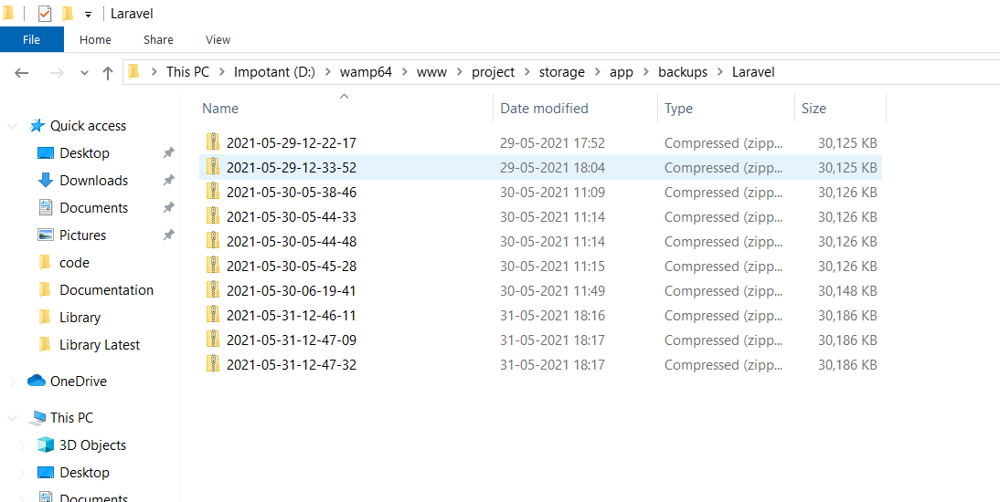 Laravel
File Home Share View
This PC Impotant (D:) wamp64 www project storage app backups Laravel
Name Date modified Type Size
Quick access
Desktop
Downloads
Documents
Pictures
code
Documentation
Library
Library Latest
OneDrive
This PC
3D Objects
Desktop
Documents
2021-05-29-12-22-17 29-05-2021 17:52 Compressed (zipp... 30,125 KB
2021-05-29-12-33-52 29-05-2021 18:04 Compressed (zipp... 30,125 KB
2021-05-30-05-38-46 30-05-2021 11:09 Compressed (zipp... 30,126 KB
2021-05-30-05-44-33 30-05-2021 11:14 Compressed (zipp... 30,126 KB
2021-05-30-05-44-48 30-05-2021 11:14 Compressed (zipp... 30,126 KB
2021-05-30-05-45-28 30-05-2021 11:15 Compressed (zipp... 30,126 KB
2021-05-30-06-19-41 30-05-2021 11:49 Compressed (zipp... 30,148 KB
2021-05-31-12-46-11 31-05-2021 18:16 Compressed (zipp... 30,186 KB
2021-05-31-12-47-09 31-05-2021 18:17 Compressed (zipp... 30,186 KB
2021-05-31-12-47-32 31-05-2021 18:17 Compressed (zipp... 30,186 KB